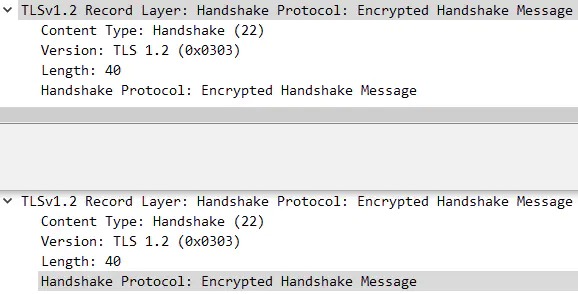 TLSv1.2 Record Layer: Handshake Protocol: Encrypted Handshake Message
Content Type: Handshake (22)
Version: TLS 1.2 (0x0303)
Length: 40
Handshake Protocol: Encrypted Handshake Message
TLSv1.2 Record Layer: Handshake Protocol: Encrypted Handshake Message
Content Type: Handshake (22)
Version: TLS 1.2 (0x0303)
Length: 40
Handshake Protocol: Encrypted Handshake Message